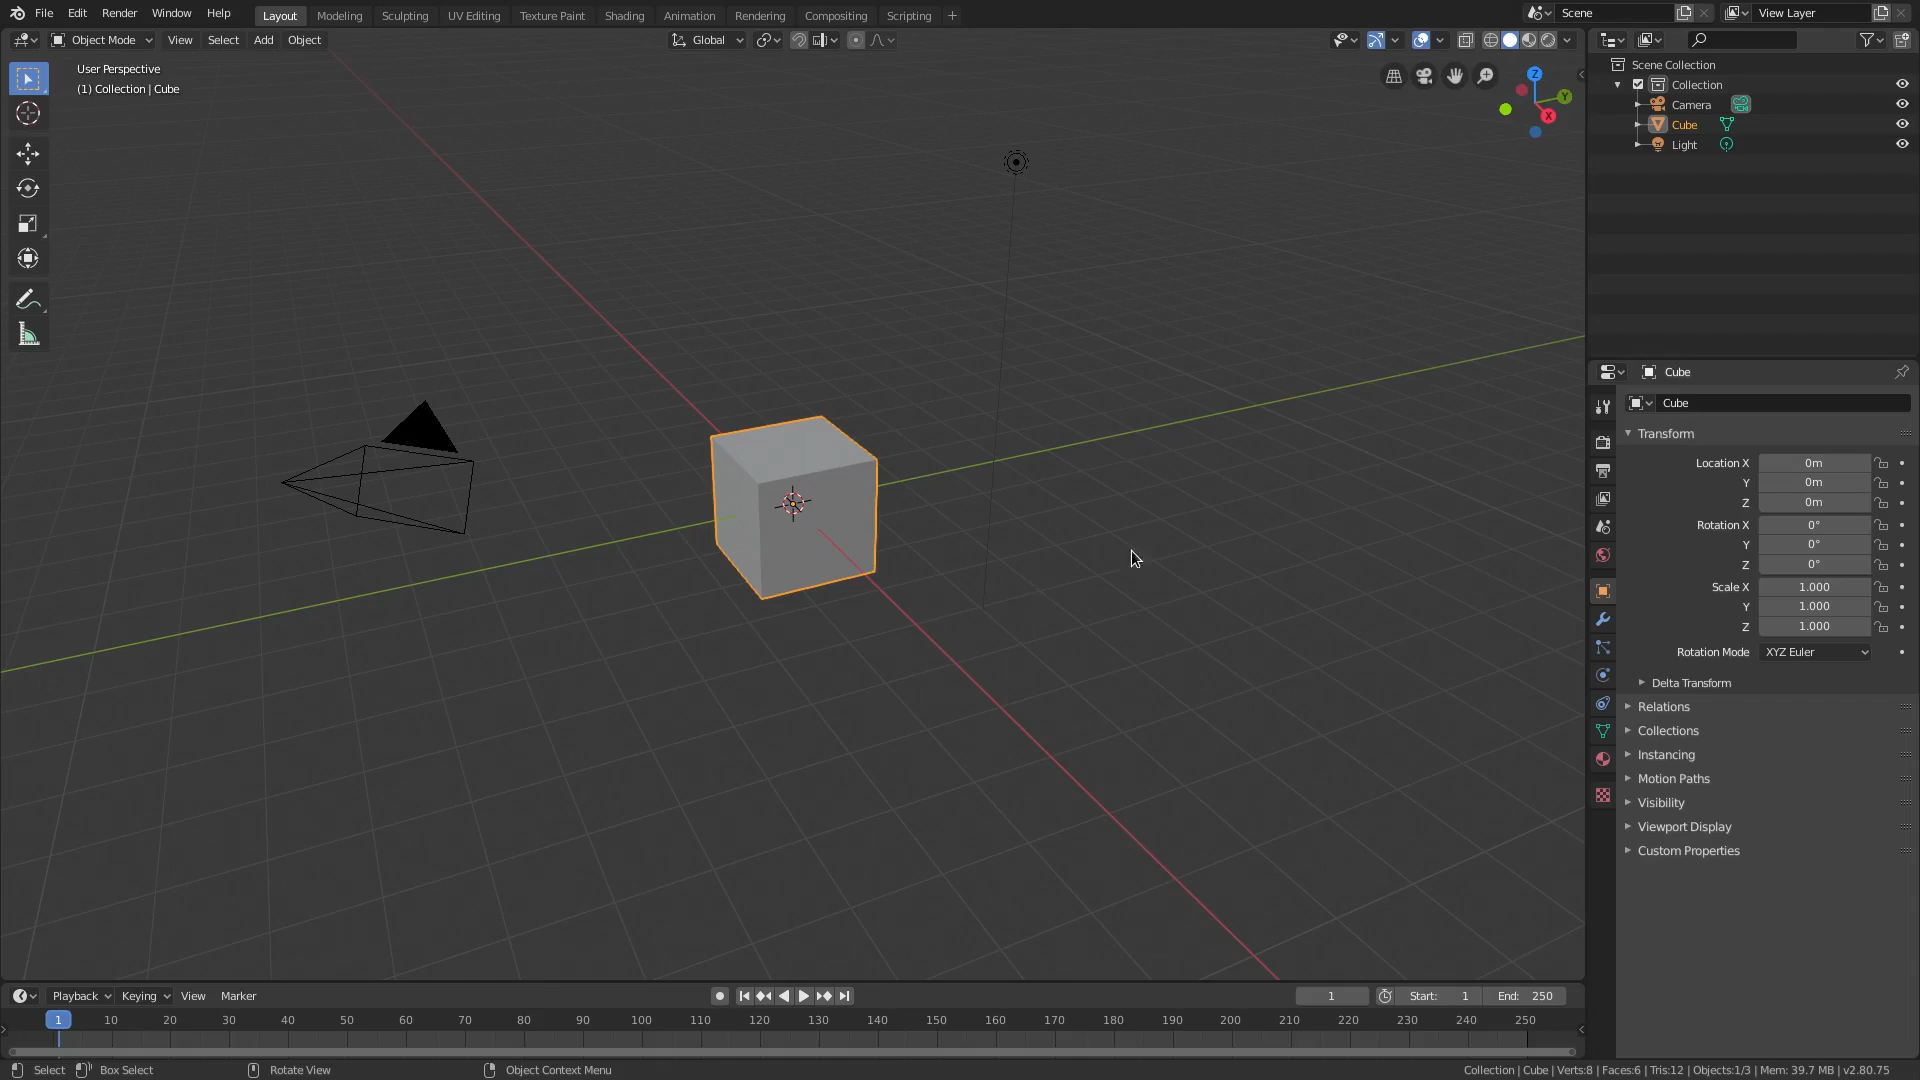 File Edit Render Window Help Layout Modeling Sculpting UV Editing Texture Paint Shading Animation Rendering Compositing Scripting + Scene View Layer
Object Mode View Select Add Object Global
User Perspective
(1) Collection | Cube
Z
Y
X
Scene Collection
Collection
Camera
Cube
Light
Cube
Cube
Transform
Location X 0m
Y 0m
Z 0m
Rotation X 0°
Y 0°
Z 0°
Scale X 1.000
Y 1.000
Z 1.000
Rotation Mode XYZ Euler
Delta Transform
Relations
Collections
Instancing
Motion Paths
Visibility
Viewport Display
Custom Properties
Playback Keying View Marker 1 Start: 1 End: 250
1 10 20 30 40 50 60 70 80 90 100 110 120 130 140 150 160 170 180 190 200 210 220 230 240 250
Select Box Select Rotate View Object Context Menu Collection | Cube | Verts:8 | Faces:6 | Tris:12 | Objects:1/3 | Mem: 39.7 MB | v2.80.75